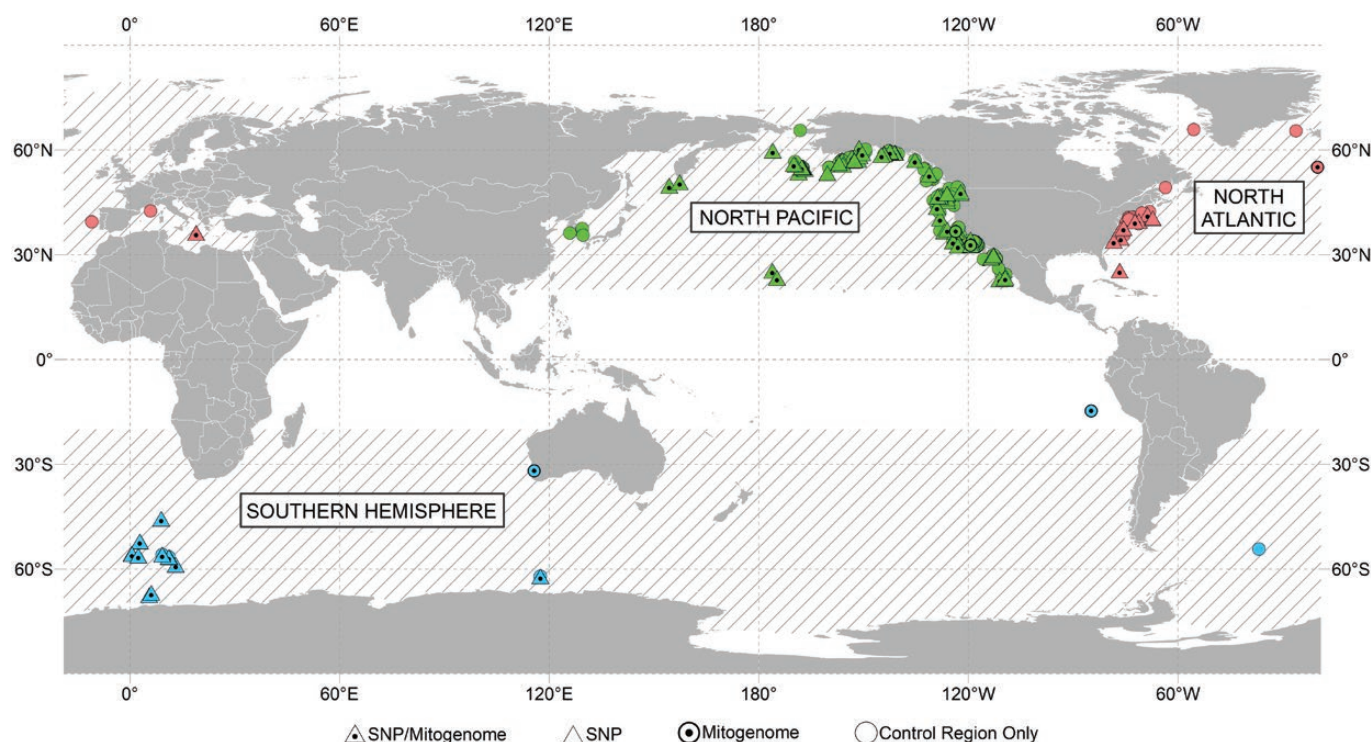 0° 60°E 120°E 180° 120°W 60°W
60°N 60°N
NORTH PACIFIC
NORTH
ATLANTIC
30°N 30°N
0° 0°
30°S 30°S
SOUTHERN HEMISPHERE
60°S 60°S
0° 60°E 120°E 180° 120°W 60°W
SNP/Mitogenome SNP Mitogenome Control Region Only